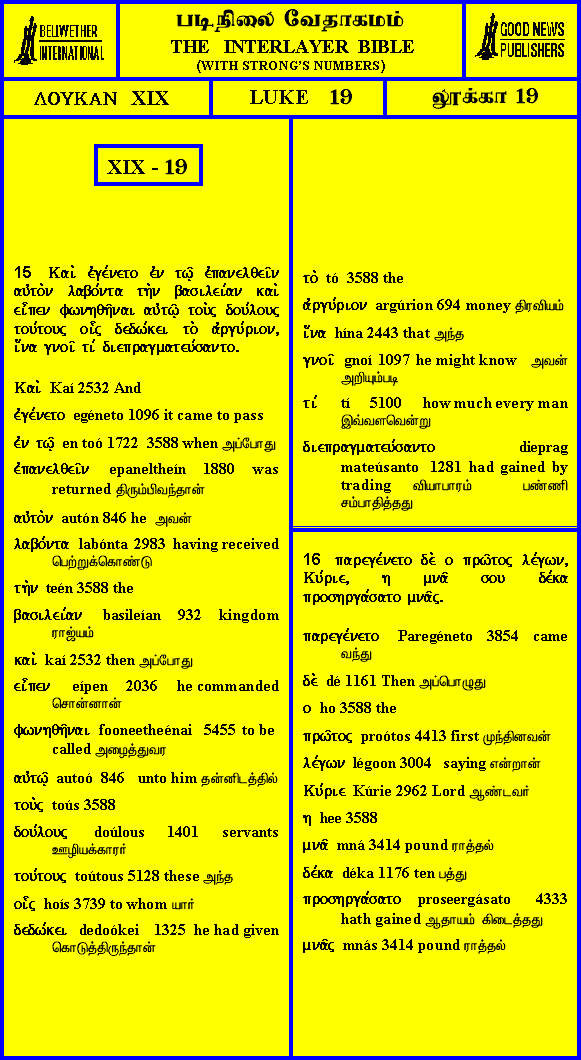 BELLWETHER
INTERNATIONAL
படிநிலை வேதாகமம்
THE INTERLAYER BIBLE
(WITH STRONG'S NUMBERS)
GOOD NEWS
PUBLISHERS
ΛΟΥΚΑΝ XIX
LUKE 19
லூக்கா 19
XIX - 19
15 Καὶ ἐγένετο ἐν τῷ ἐπανελθεῖν
αὐτὸν λαβόντα τὴν βασιλείαν καὶ
εἶπεν φωνηθῆναι αὐτῷ τοὺς δούλους
τούτους οἷς δεδώκει τὸ ἀργύριον,
ἵνα γνοῖ τί διεπραγματεύσαντο.
Καὶ Kaí 2532 And
ἐγένετο egéneto 1096 it came to pass
ἐν τῷ en toó 1722 3588 when அப்போது
ἐπανελθεῖν epaneltheín 1880 was
returned திரும்பிவந்தான்
αὐτὸν autón 846 he அவன்
λαβόντα labónta 2983 having received
பெற்றுக்கொண்டு
τὴν teén 3588 the
βασιλείαν basileían 932 kingdom
ராஜ்யம்
καὶ kaí 2532 then அப்போது
εἶπεν eípen 2036 he commanded
சொன்னான்
φωνηθῆναι fooneetheénai 5455 to be
called அழைத்துவர
αὐτῷ autoó 846 unto him தன்னிடத்தில்
τοὺς toús 3588
δούλους doúlous 1401 servants
ஊழியக்காரர்
τούτους toútous 5128 these அந்த
οἷς hoís 3739 to whom யார்
δεδώκει dedoókei 1325 he had given
கொடுத்திருந்தான்
τὸ tó 3588 the
ἀργύριον argúrion 694 money திரவியம்
ἵνα hína 2443 that அந்த
γνοῖ gnoí 1097 he might know அவன்
அறியும்படி
τί tí 5100 how much every man
இவ்வளவென்று
διεπραγματεύσαντο dieprag
mateúsanto 1281 had gained by
trading வியாபாரம் பண்ணி
சம்பாதித்தது
16 παρεγένετο δὲ ο πρῶτος λέγων,
Κύριε, η μνᾶ σου δέκα
προσηργάσατο μνᾶς.
παρεγένετο Paregéneto 3854 came
வந்து
δὲ dé 1161 Then அப்பொழுது
ο ho 3588 the
πρῶτος proótos 4413 first முந்தினவன்
λέγων légoon 3004 saying என்றான்
Κύριε Kúrie 2962 Lord ஆண்டவர்
η hee 3588
μνᾶ mná 3414 pound ராத்தல்
δέκα déka 1176 ten பத்து
προσηργάσατο proseergásato 4333
hath gained ஆதாயம் கிடைத்தது
μνᾶς mnás 3414 pound ராத்தல்